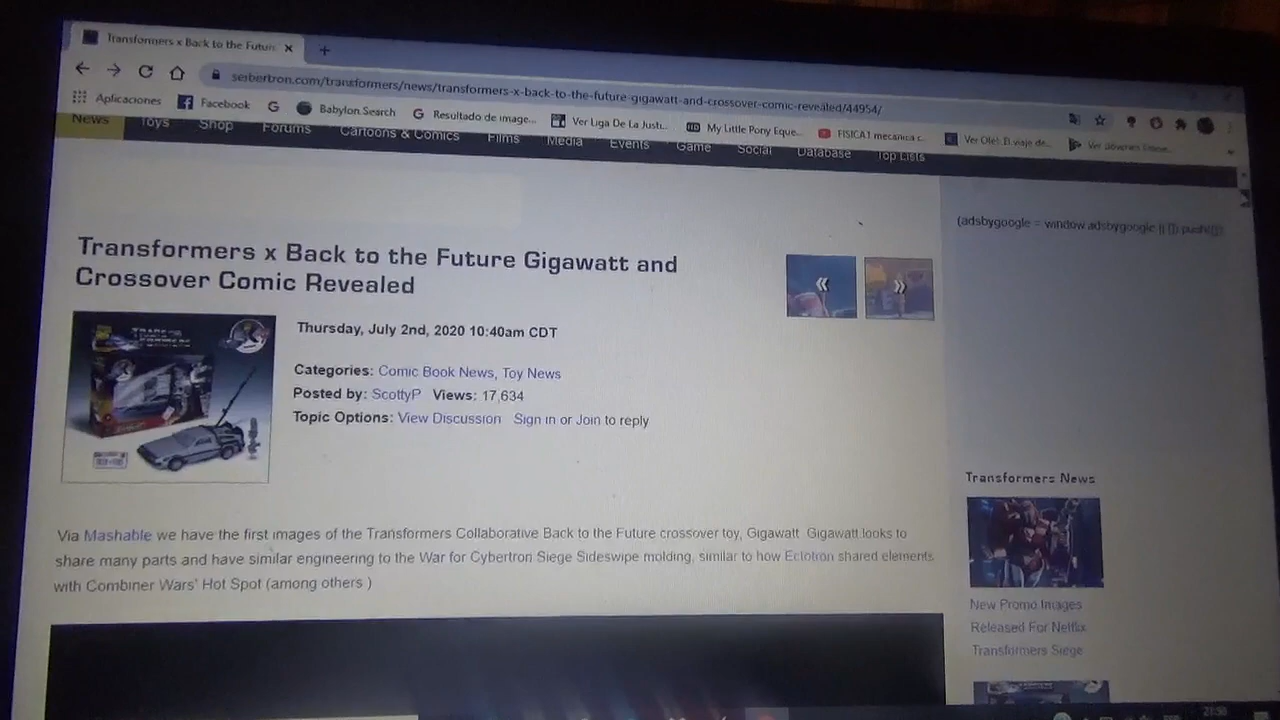 Transformers x Back to the Future
seibertron.com/transformers/news/transformers-x-back-to-the-future-gigawatt-and-crossover-comic-revealed/44954/
Aplicaciones Facebook Babylon Search Resultado de image... Ver Liga De La Justi... My Little Pony Eque... FISICA1 mecanica c... Ver Olé!. El viaje de...
News Toys Shop Forums Cartoons & Comics Films Media Events Game Social Database Top Lists
(adsbygoogle = window.adsbygoogle || []).push({});
Transformers x Back to the Future Gigawatt and
Crossover Comic Revealed
« »
Thursday, July 2nd, 2020 10:40am CDT
Categories: Comic Book News, Toy News
Posted by: ScottyP Views: 17,634
Topic Options: View Discussion Sign in or Join to reply
Via Mashable we have the first images of the Transformers Collaborative Back to the Future crossover toy, Gigawatt. Gigawatt looks to
share many parts and have similar engineering to the War for Cybertron Siege Sideswipe molding, similar to how Ectotron shared elements
with Combiner Wars' Hot Spot (among others )
Transformers News
New Promo Images
Released For Netflix
Transformers Siege